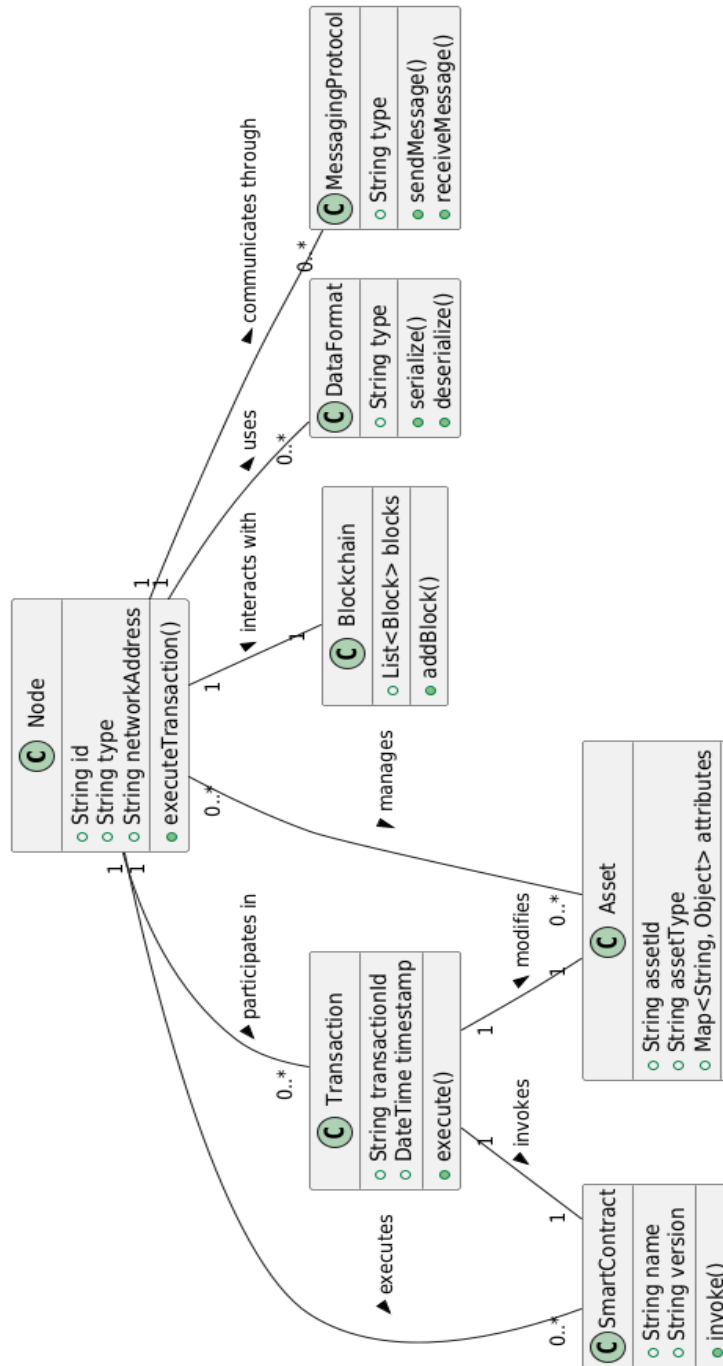 C Node
String id
String type
String networkAddress
executeTransaction()
1
1
1
1
1
0..*
executes
participates in
manages
interacts with
uses
communicates through
0..*
1
0..*
0..*
C Transaction
String transactionId
DateTime timestamp
execute()
C Blockchain
List<Block> blocks
addBlock()
C DataFormat
String type
serialize()
deserialize()
C MessagingProtocol
String type
sendMessage()
receiveMessage()
1
1
invokes
modifies
0..*
1
1
0..*
C SmartContract
String name
String version
invoke()
C Asset
String assetId
String assetType
Map<String, Object> attributes